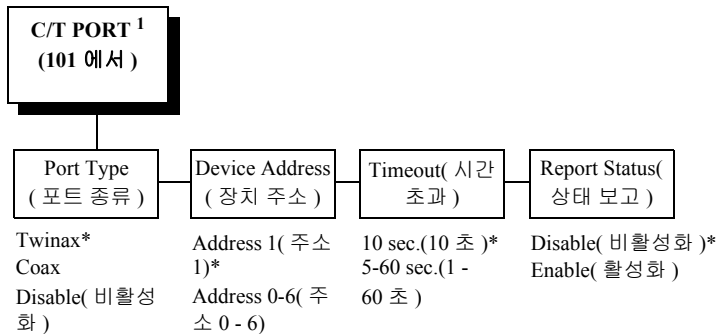 C/T PORT 1
(101 에서 )
Port Type
( 포트 종류 )
Device Address
( 장치 주소 )
Timeout( 시간
초과 )
Report Status(
상태 보고 )
Twinax*
Coax
Disable( 비활성
화 )
Address 1( 주소
1)*
Address 0-6( 주
소 0 - 6)
10 sec.(10 초 )*
5-60 sec.(1 -
60 초 )
Disable( 비활성화 )*
Enable( 활성화 )